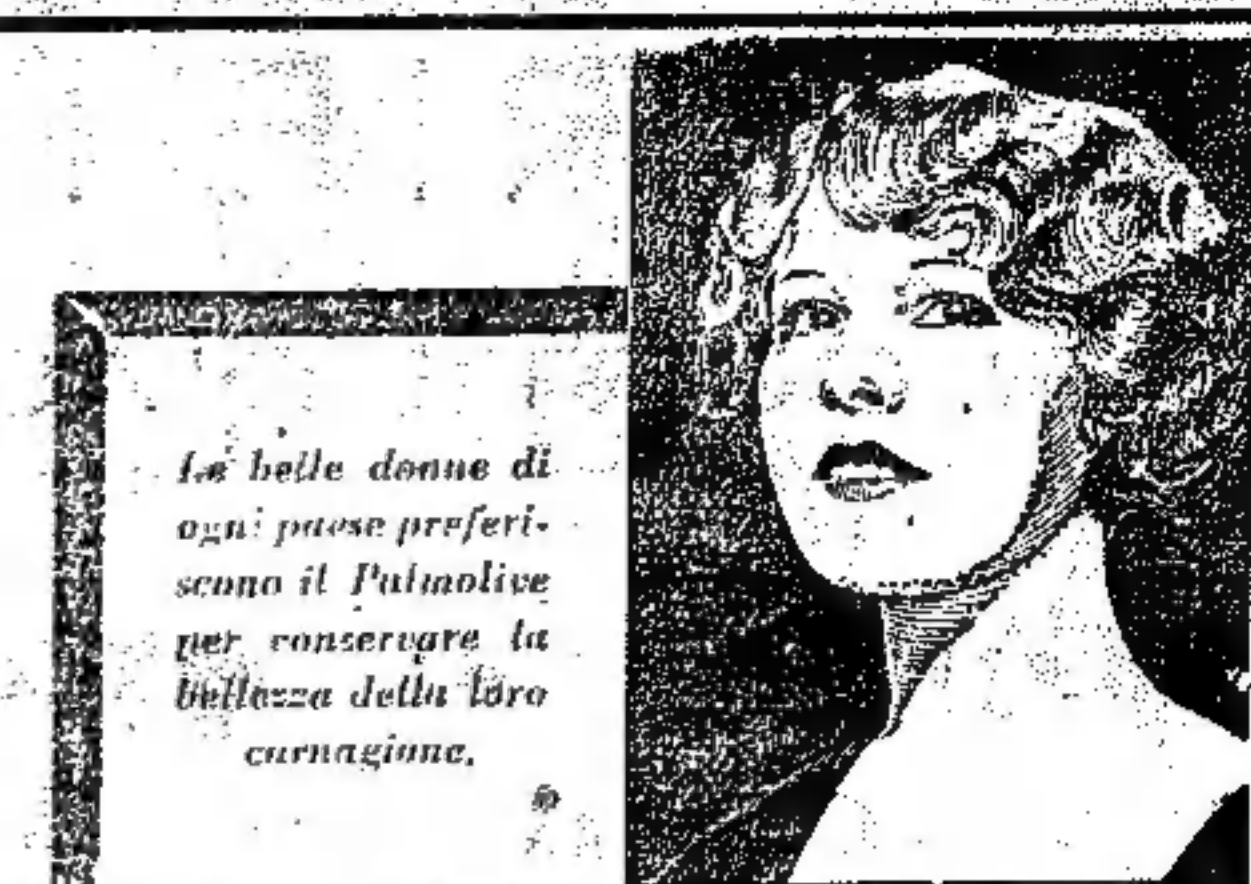 Le belle donne di
ogni paese preferi-
scono il Palmolive
per conservare la
bellezza della loro
carnagione.